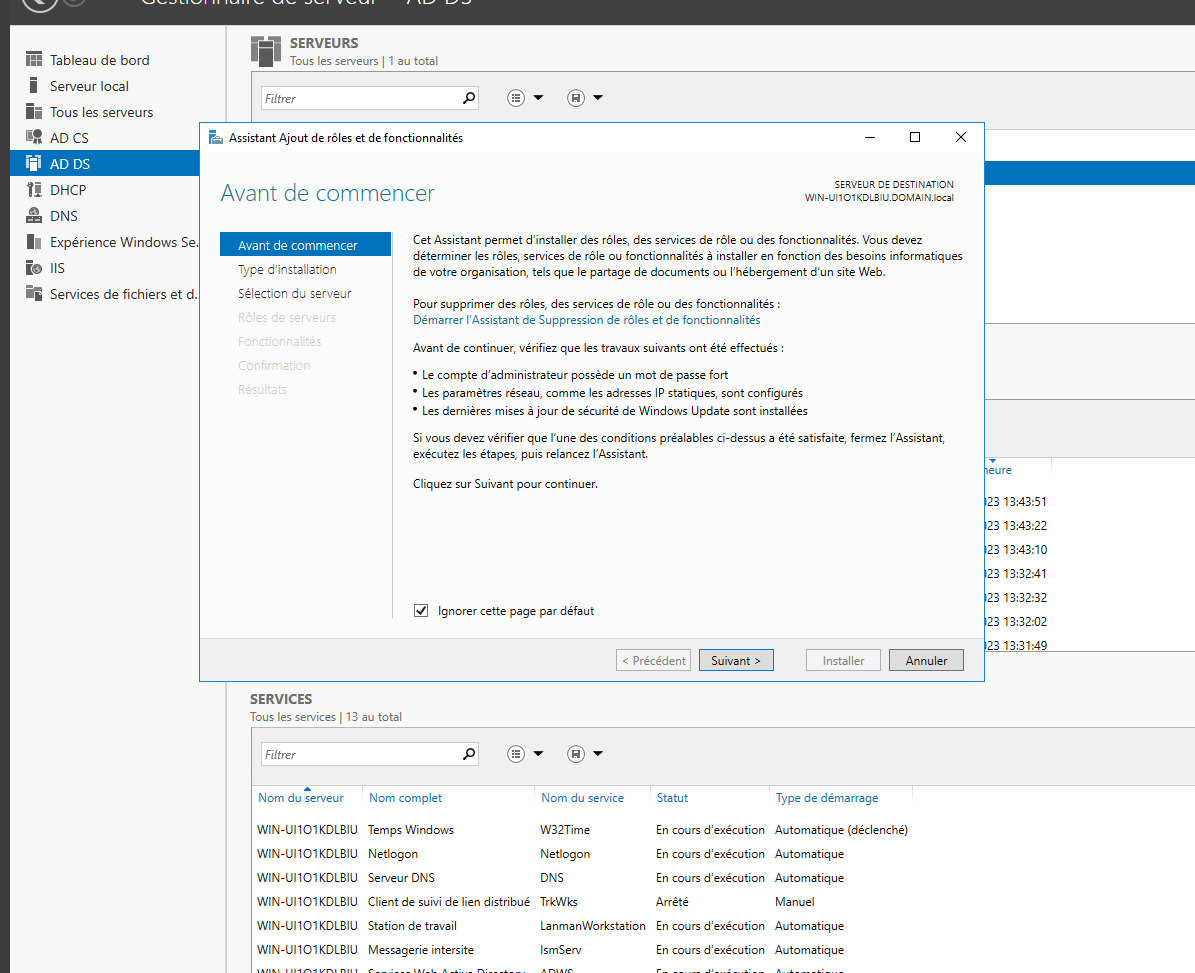 Gestionnaire de serveur AD DS
Tableau de bord
Serveur local
Tous les serveurs
AD CS
AD DS
DHCP
DNS
Expérience Windows Se.
IIS
Services de fichiers et d.
SERVEURS
Tous les serveurs | 1 au total
Filtrer
Assistant Ajout de rôles et de fonctionnalités
Avant de commencer
SERVEUR DE DESTINATION
WIN-UI1O1KDLBIU.DOMAIN.local
Avant de commencer
Type d'installation
Sélection du serveur
Rôles de serveurs
Fonctionnalités
Confirmation
Résultats
Cet Assistant permet d'installer des rôles, des services de rôle ou des fonctionnalités. Vous devez
déterminer les rôles, services de rôle ou fonctionnalités à installer en fonction des besoins informatiques
de votre organisation, tels que le partage de documents ou l'hébergement d'un site Web.
Pour supprimer des rôles, des services de rôle ou des fonctionnalités :
Démarrer l'Assistant de Suppression de rôles et de fonctionnalités
Avant de continuer, vérifiez que les travaux suivants ont été effectués :
• Le compte d'administrateur possède un mot de passe fort
• Les paramètres réseau, comme les adresses IP statiques, sont configurés
• Les dernières mises à jour de sécurité de Windows Update sont installées
Si vous devez vérifier que l'une des conditions préalables ci-dessus a été satisfaite, fermez l'Assistant,
exécutez les étapes, puis relancez l'Assistant.
Cliquez sur Suivant pour continuer.
Ignorer cette page par défaut
< Précédent
Suivant >
Installer
Annuler
heure
023 13:43:51
023 13:43:22
023 13:43:10
023 13:32:41
023 13:32:32
023 13:32:02
023 13:31:49
SERVICES
Tous les services | 13 au total
Filtrer
Nom du serveur Nom complet Nom du service Statut Type de démarrage
WIN-UI1O1KDLBIU Temps Windows W32Time En cours d'exécution Automatique (déclenché)
WIN-UI1O1KDLBIU Netlogon Netlogon En cours d'exécution Automatique
WIN-UI1O1KDLBIU Serveur DNS DNS En cours d'exécution Automatique
WIN-UI1O1KDLBIU Client de suivi de lien distribué TrkWks Arrêté Manuel
WIN-UI1O1KDLBIU Station de travail LanmanWorkstation En cours d'exécution Automatique
WIN-UI1O1KDLBIU Messagerie intersite IsmServ En cours d'exécution Automatique
WIN-UI1O1KDLBIU Services Web Active Directory ADWS En cours d'exécution Automatique